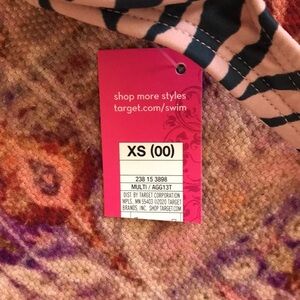 shop more styles
target.com/swim
XS (00)
238 15 3898
MULTI / AGG13T
DIST. BY TARGET CORPORATION
MPLS, MN 55403 ©2020 TARGET
BRANDS, INC. SHOP TARGET.COM